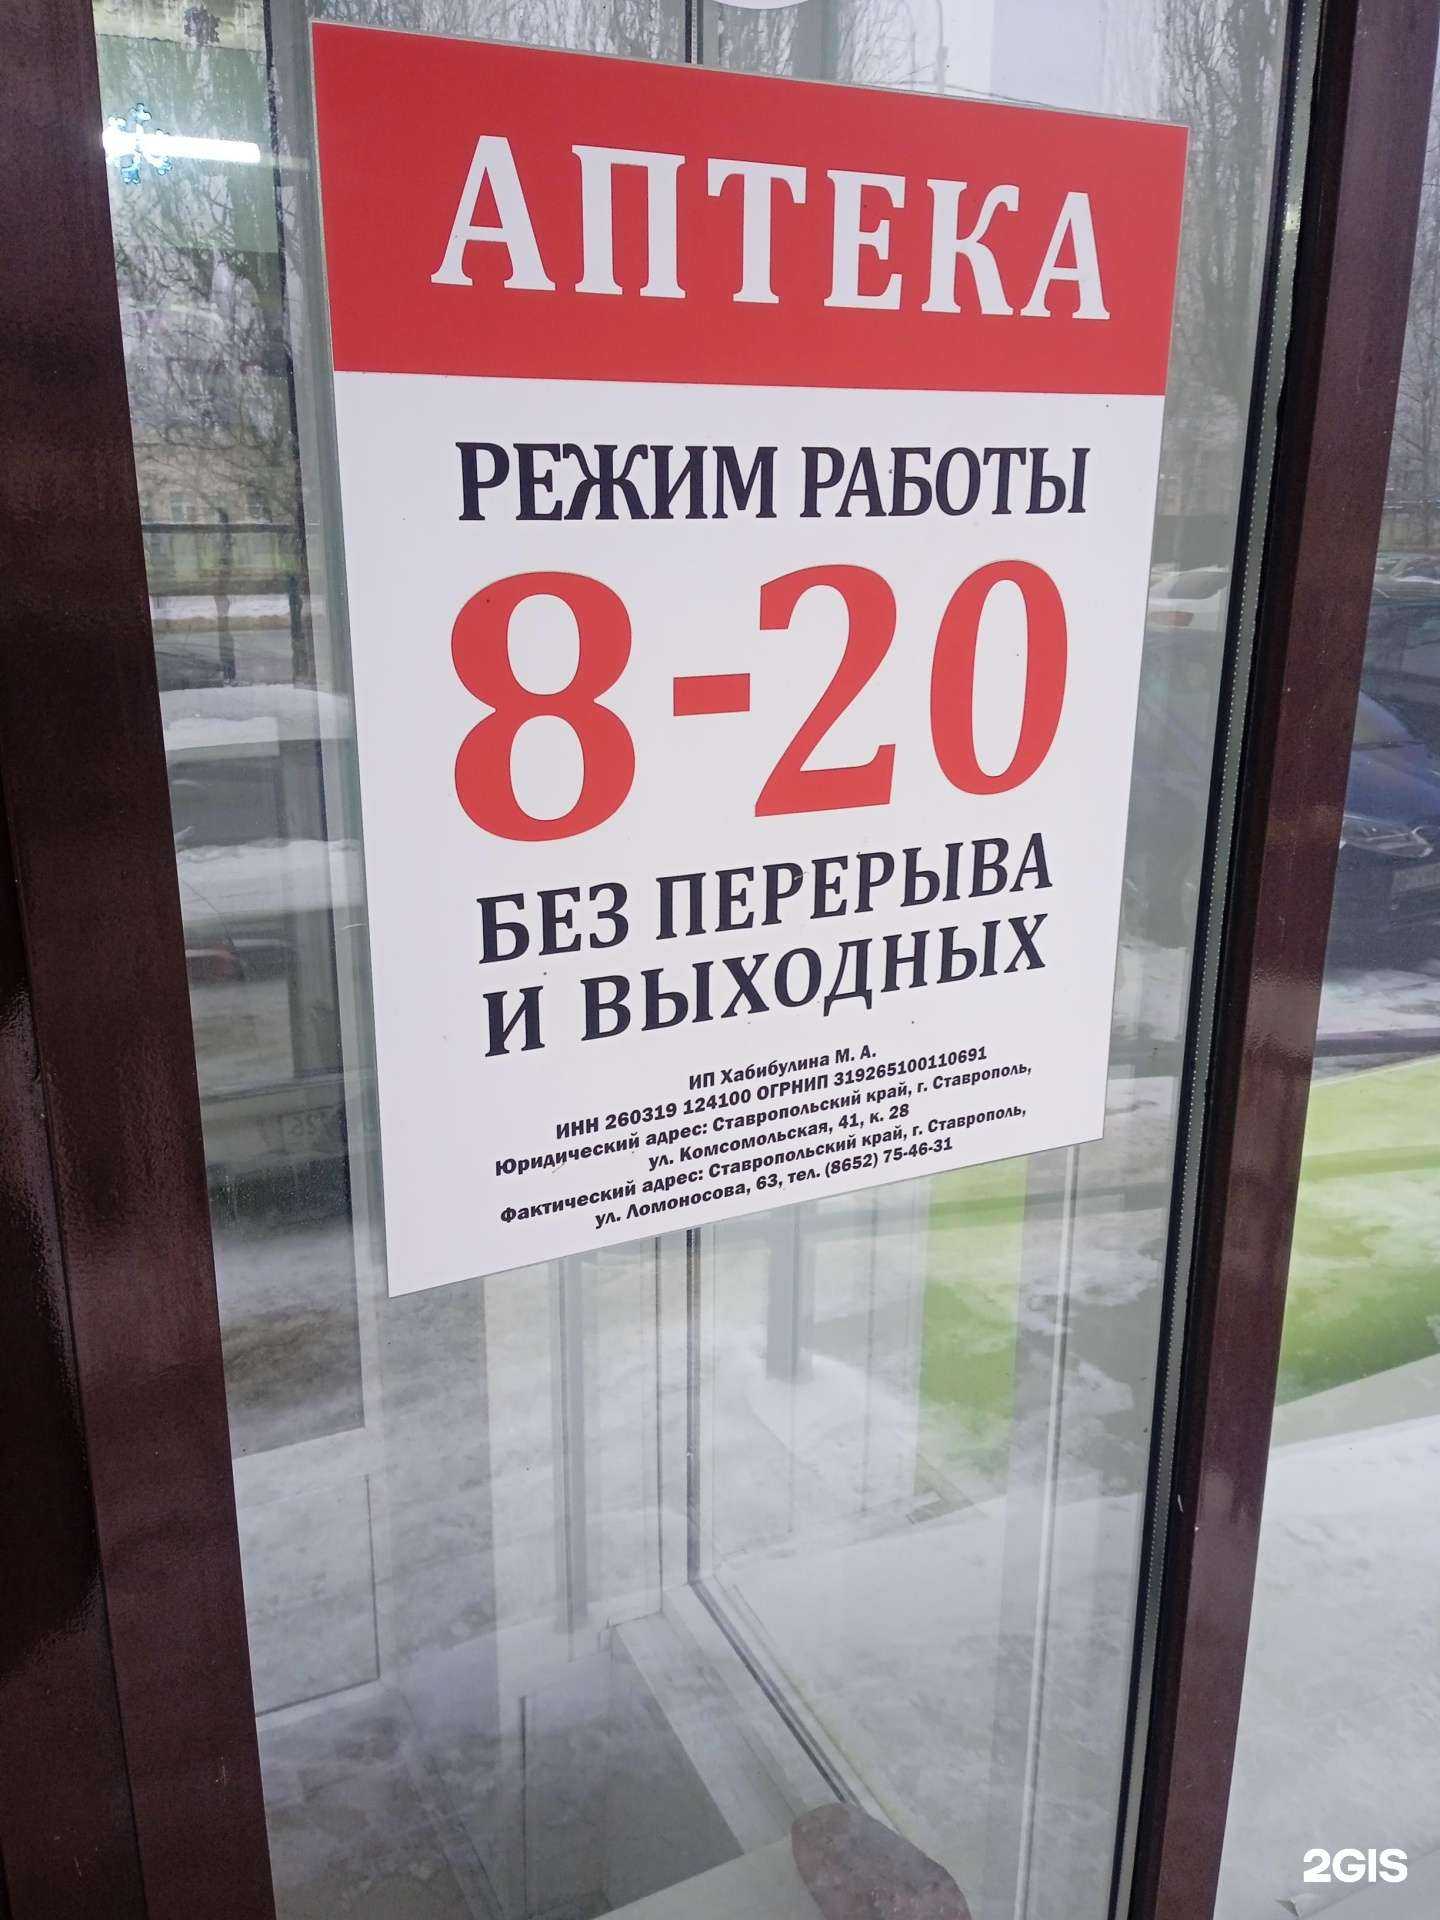 АПТЕКА
РЕЖИМ РАБОТЫ
8-20
БЕЗ ПЕРЕРЫВА
И ВЫХОДНЫХ
ИП Хабибулина М. А.
ИНН 260319 124100 ОГРНИП 319265100110691
Юридический адрес: Ставропольский край, г. Ставрополь,
ул. Комсомольская, 41, к. 28
Фактический адрес: Ставропольский край, г. Ставрополь,
ул. Ломоносова, 63, тел. (8652) 75-46-31
2GIS